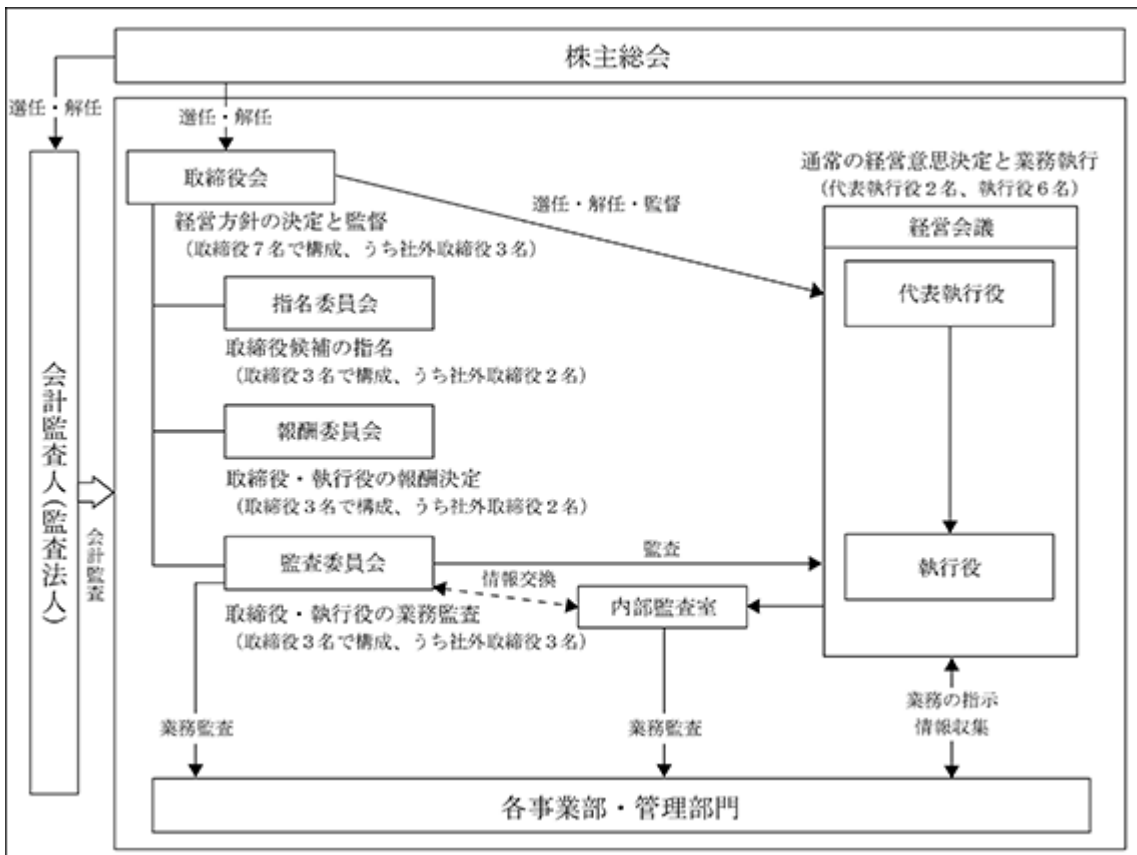 株主総会
選任・解任
選任・解任
取締役会
経営方針の決定と監督
(取締役7名で構成、うち社外取締役3名)
選任・解任・監督
通常の経営意思決定と業務執行
(代表執行役2名、執行役6名)
経営会議
代表執行役
執行役
指名委員会
取締役候補の指名
(取締役3名で構成、うち社外取締役2名)
報酬委員会
取締役・執行役の報酬決定
(取締役3名で構成、うち社外取締役2名)
監査委員会
取締役・執行役の業務監査
(取締役3名で構成、うち社外取締役3名)
監査
情報交換
内部監査室
会計監査人(監査法人)
会計監査
業務監査
業務監査
業務の指示
情報収集
各事業部・管理部門